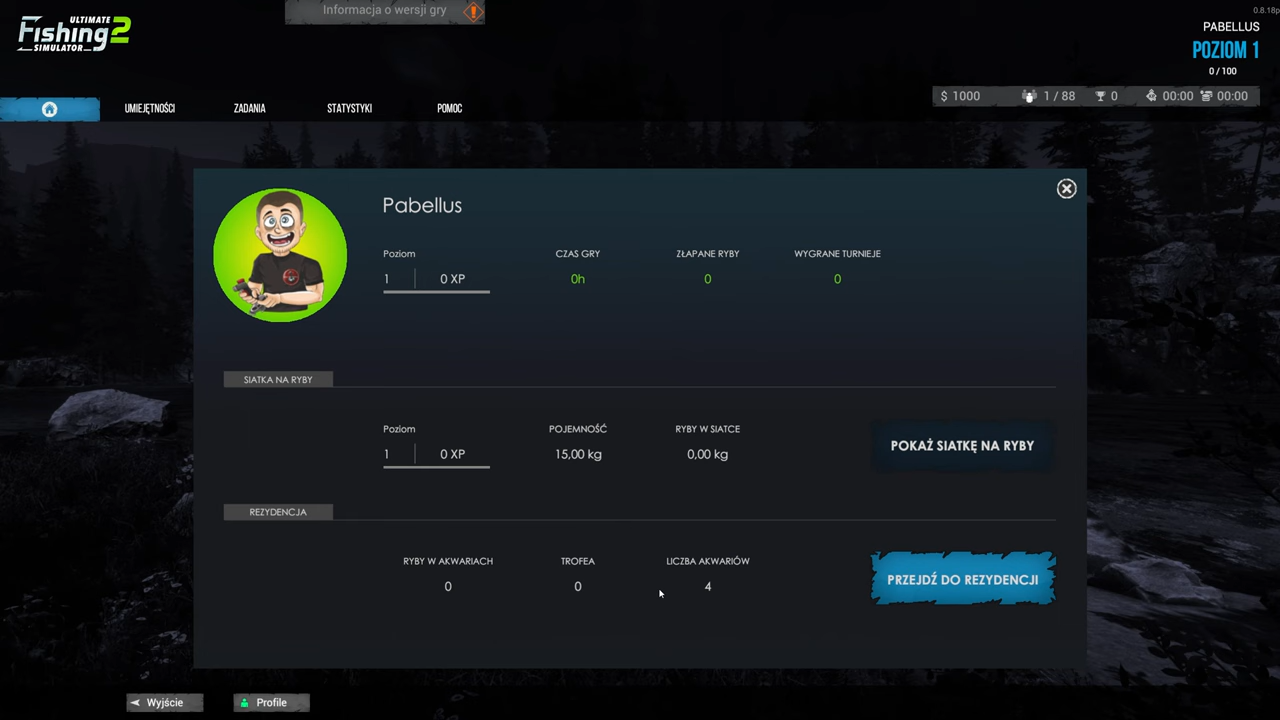 Informacja o wersji gry
0.8.18p
ULTIMATE
Fishing 2
SIMULATOR
PABELLUS
POZIOM 1
0 / 100
UMIEJĘTNOŚCI
ZADANIA
STATYSTYKI
POMOC
$ 1000
1 / 88
0
00:00
00:00
Pabellus
Poziom
CZAS GRY
ZŁAPANE RYBY
WYGRANE TURNIEJE
1
0 XP
0h
0
0
SIATKA NA RYBY
Poziom
POJEMNOŚĆ
RYBY W SIATCE
1
0 XP
15,00 kg
0,00 kg
POKAŻ SIATKĘ NA RYBY
REZYDENCJA
RYBY W AKWARIACH
TROFEA
LICZBA AKWARIÓW
0
0
4
PRZEJDŹ DO REZYDENCJI
Wyjście
Profile